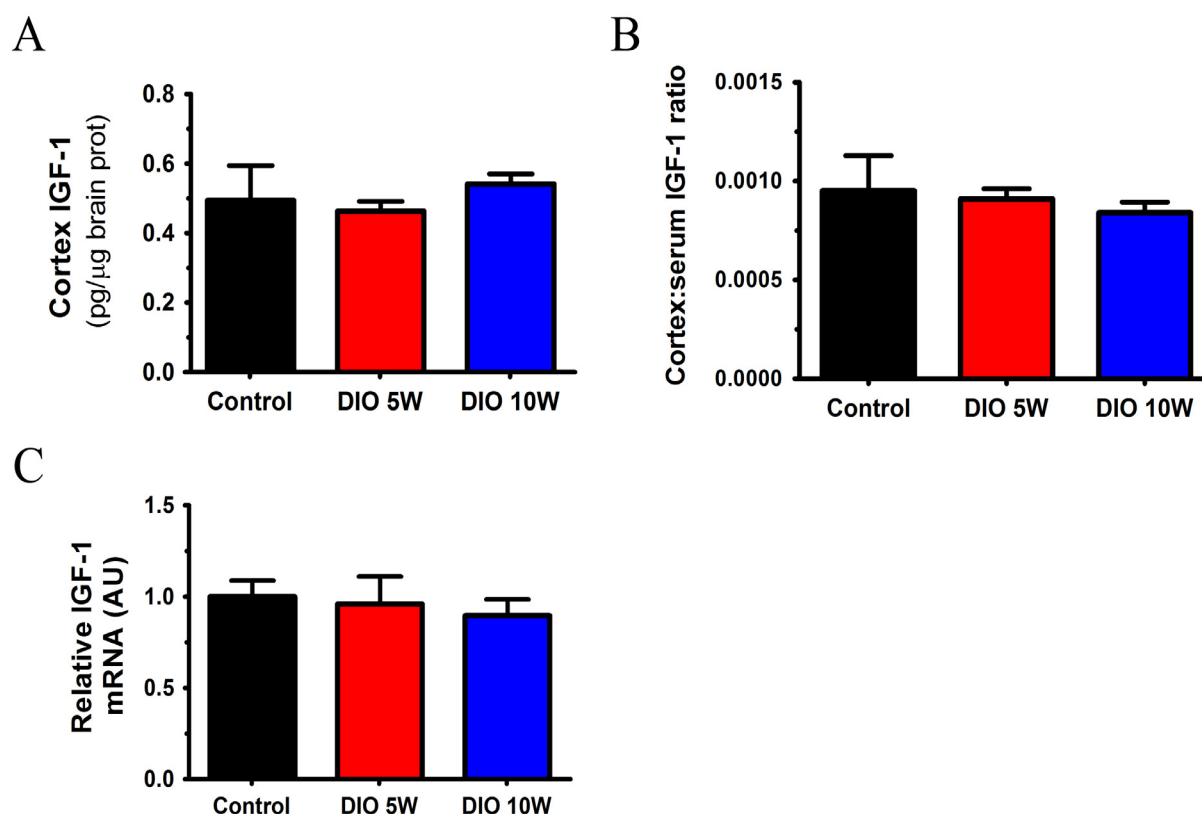 A
Cortex IGF-1
(pg/μg brain prot)
0.8
0.6
0.4
0.2
0.0
Control DIO 5W DIO 10W
B
Cortex:serum IGF-1 ratio
0.0015
0.0010
0.0005
0.0000
Control DIO 5W DIO 10W
C
Relative IGF-1
mRNA (AU)
1.5
1.0
0.5
0.0
Control DIO 5W DIO 10W